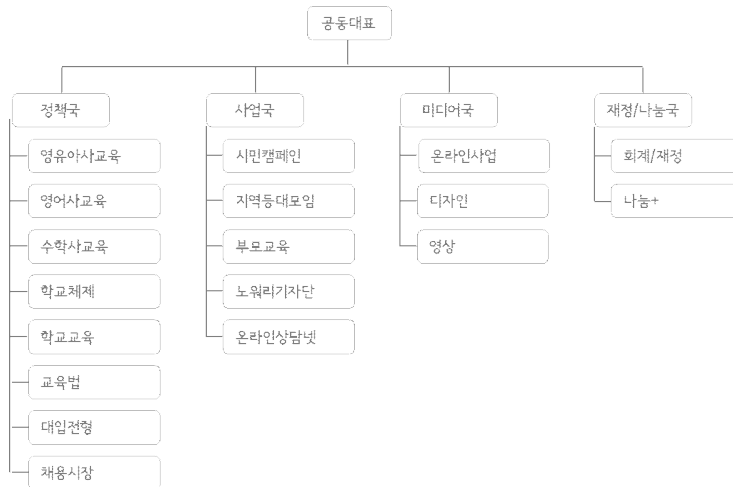 공동대표
정책국
영유아사교육
영어사교육
수학사교육
학교체제
학교교육
교육법
대입전형
채용시장
사업국
시민캠페인
지역등대모임
부모교육
노워리기자단
온라인상담넷
미디어국
온라인사업
디자인
영상
재정/나눔국
회계/재정
나눔+